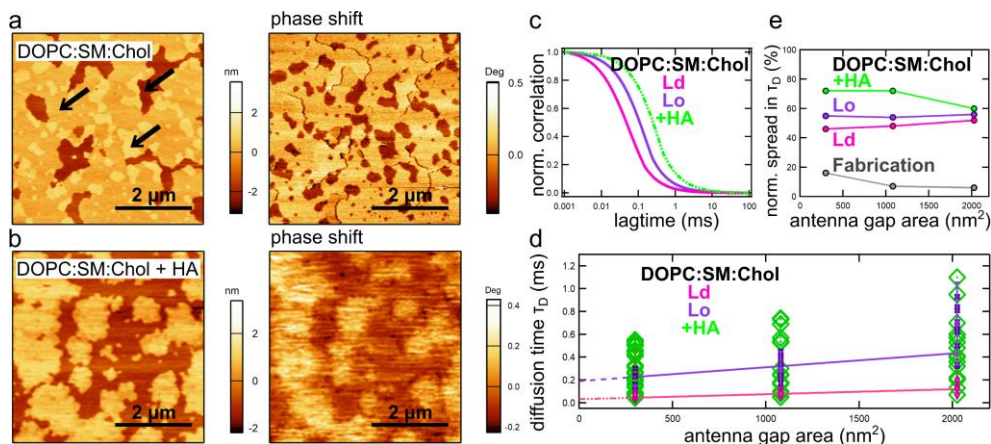 a
DOPC:SM:Chol
2 µm
nm
2
0
-2
phase shift
2 µm
Deg
0.5
0.0
b
DOPC:SM:Chol + HA
2 µm
nm
2
0
-2
phase shift
2 µm
Deg
0.4
0.2
0.0
-0.2
c
DOPC:SM:Chol
Ld
Lo
+HA
norm. correlation
1.0
0.8
0.6
0.4
0.2
0.0
0.001
0.01
0.1
1
10
100
lagtime (ms)
e
DOPC:SM:Chol
+HA
Lo
Ld
Fabrication
norm. spread in τD (%)
100
80
60
40
20
0
0
500
1000
1500
2000
antenna gap area (nm²)
d
DOPC:SM:Chol
Ld
Lo
+HA
diffusion time τD (ms)
1.2
1.0
0.8
0.6
0.4
0.2
0.0
0
500
1000
1500
2000
antenna gap area (nm²)